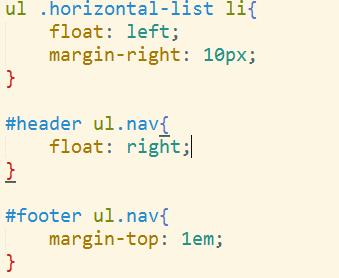 ul .horizontal-list li{
    float: left;
    margin-right: 10px;
}

#header ul.nav{
    float: right;
}

#footer ul.nav{
    margin-top: 1em;
}